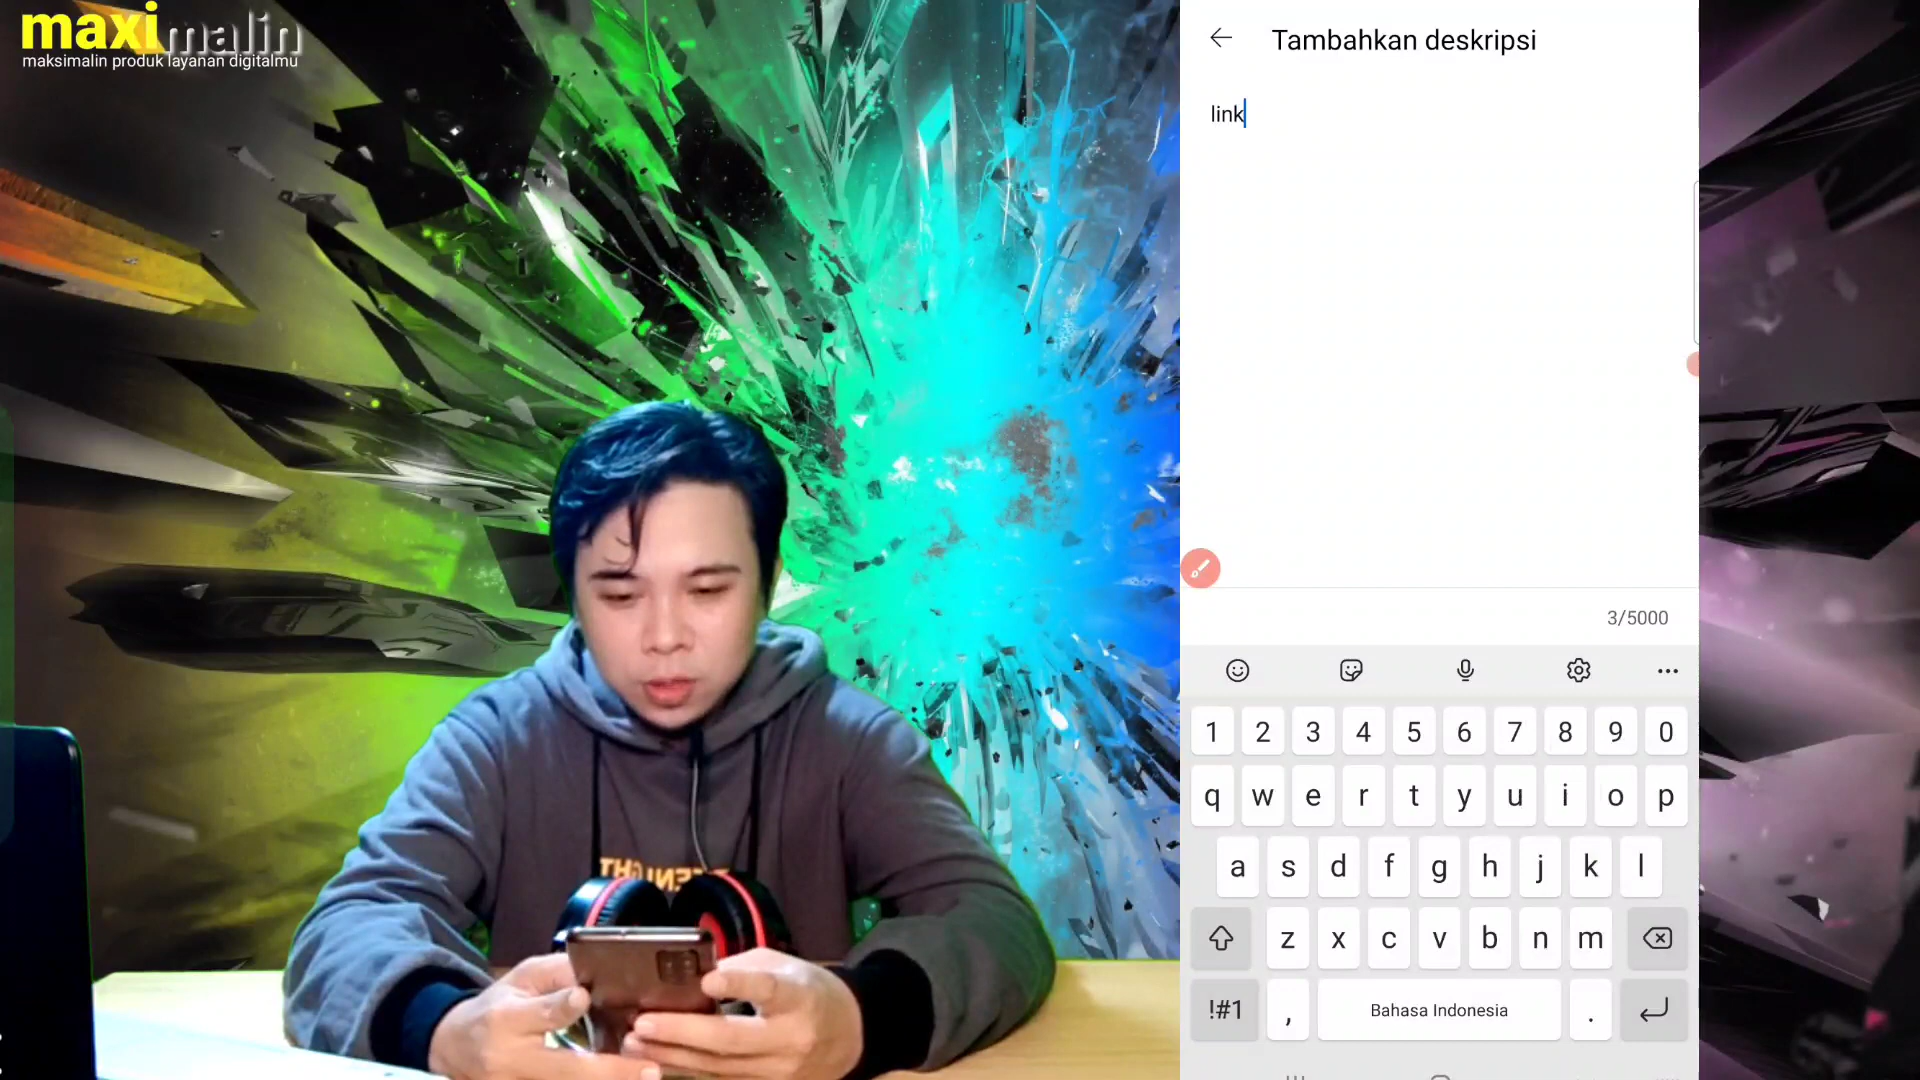 maximalin
maksimalin produk layanan digitalmu
Tambahkan deskripsi
link
3/5000
1 2 3 4 5 6 7 8 9 0
q w e r t y u i o p
a s d f g h j k l
z x c v b n m
!#1 , Bahasa Indonesia .